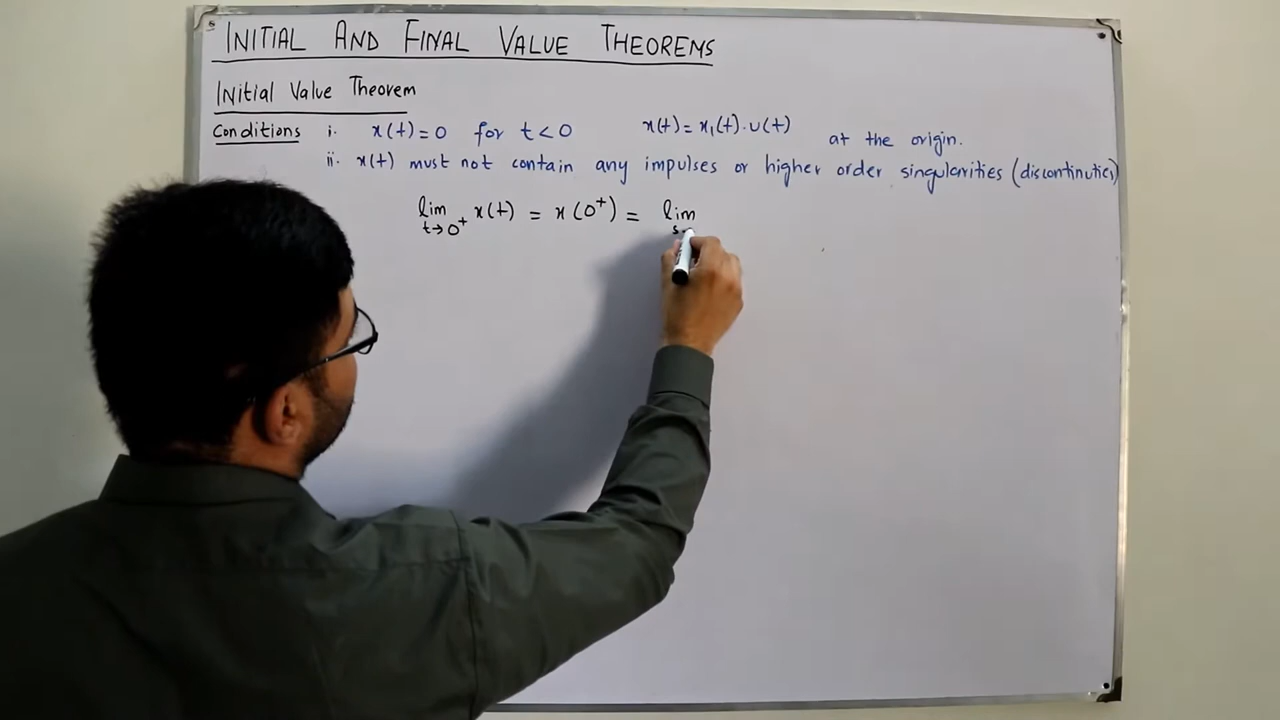 INITIAL AND FINAL VALUE THEOREMS
Initial Value Theorem
Conditions i. x(t)=0 for t<0 x(t)=x₁(t).u(t) at the origin.
ii. x(t) must not contain any impulses or higher order singularities (discontinuties)
lim t→0⁺ x(t) = x(0⁺) = lim s